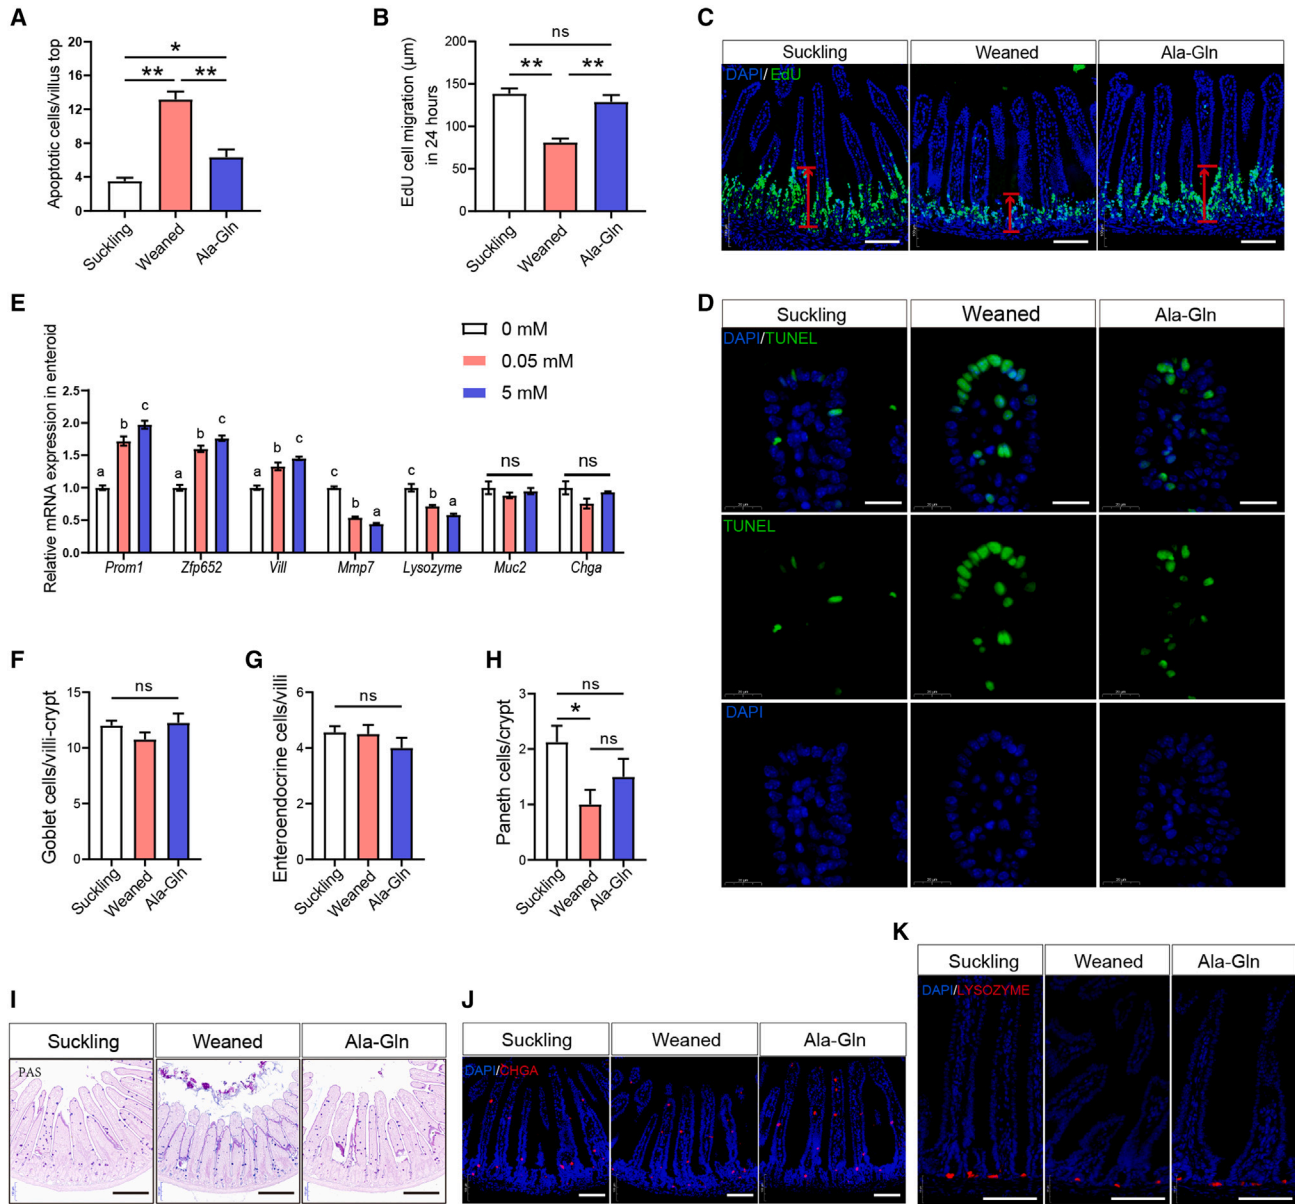 A
Apoptotic cells/villus top
20
16
12
8
4
0
*
**
**
Suckling
Weaned
Ala-Gln
B
EdU cell migration (μm)
in 24 hours
200
150
100
50
0
ns
**
**
Suckling
Weaned
Ala-Gln
C
Suckling
Weaned
Ala-Gln
DAPI/EdU
D
Suckling
Weaned
Ala-Gln
DAPI/TUNEL
TUNEL
DAPI
E
Relative mRNA expression in enteroid
2.5
2.0
1.5
1.0
0.5
0.0
0 mM
0.05 mM
5 mM
a b c
a b c
a b c
c b a
c b a
ns
ns
Prom1
Zfp652
Vill
Mmp7
Lysozyme
Muc2
Chga
F
Goblet cells/villi-crypt
15
10
5
0
ns
Suckling
Weaned
Ala-Gln
G
Enteroendocrine cells/villi
6
4
2
0
ns
Suckling
Weaned
Ala-Gln
H
Paneth cells/crypt
3
2
1
0
ns
*
ns
Suckling
Weaned
Ala-Gln
I
Suckling
Weaned
Ala-Gln
PAS
J
Suckling
Weaned
Ala-Gln
DAPI/CHGA
K
Suckling
Weaned
Ala-Gln
DAPI/LYSOZYME